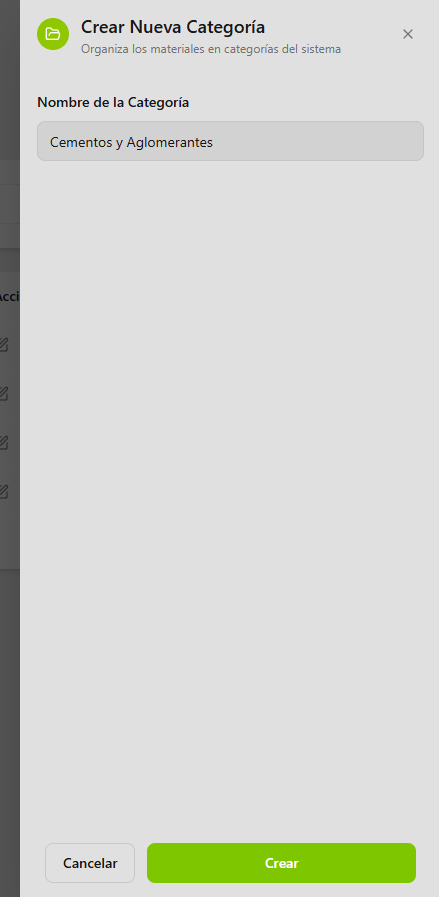 Crear Nueva Categoría
Organiza los materiales en categorías del sistema
Nombre de la Categoría
Cementos y Aglomerantes
Acci
Cancelar
Crear